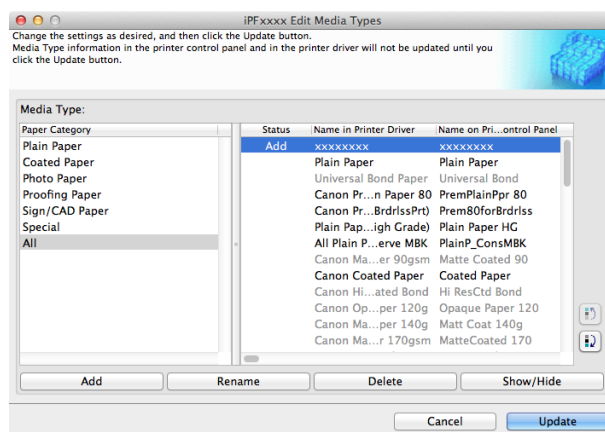 iPFxxxx Edit Media Types
Change the settings as desired, and then click the Update button.
Media Type information in the printer control panel and in the printer driver will not be updated until you
click the Update button.
Media Type:
Paper Category
Plain Paper
Coated Paper
Photo Paper
Proofing Paper
Sign/CAD Paper
Special
All
Status Name in Printer Driver Name on Pri...ontrol Panel
Add xxxxxxxx xxxxxxxx
Plain Paper Plain Paper
Universal Bond Paper Universal Bond
Canon Pr...n Paper 80 PremPlainPpr 80
Canon Pr...BrdrlssPrt) Prem80forBrdrlss
Plain Pap...igh Grade) Plain Paper HG
All Plain P...erve MBK PlainP_ConsMBK
Canon Ma...er 90gsm Matte Coated 90
Canon Coated Paper Coated Paper
Canon Hi...ated Bond Hi ResCtd Bond
Canon Op...per 120g Opaque Paper 120
Canon Ma...per 140g Matt Coat 140g
Canon Ma...r 170gsm MatteCoated 170
Add Rename Delete Show/Hide
Cancel Update